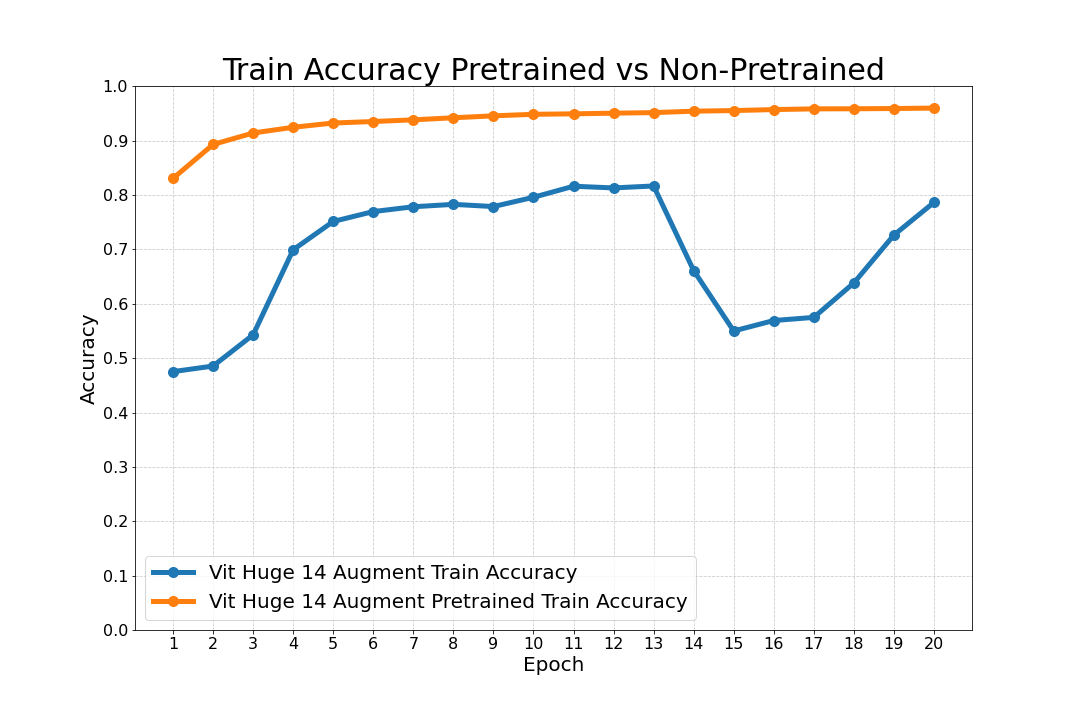 Train Accuracy Pretrained vs Non-Pretrained
1.0
0.9
0.8
0.7
0.6
0.5
0.4
0.3
0.2
0.1
0.0
Accuracy
Vit Huge 14 Augment Train Accuracy
Vit Huge 14 Augment Pretrained Train Accuracy
1 2 3 4 5 6 7 8 9 10 11 12 13 14 15 16 17 18 19 20
Epoch